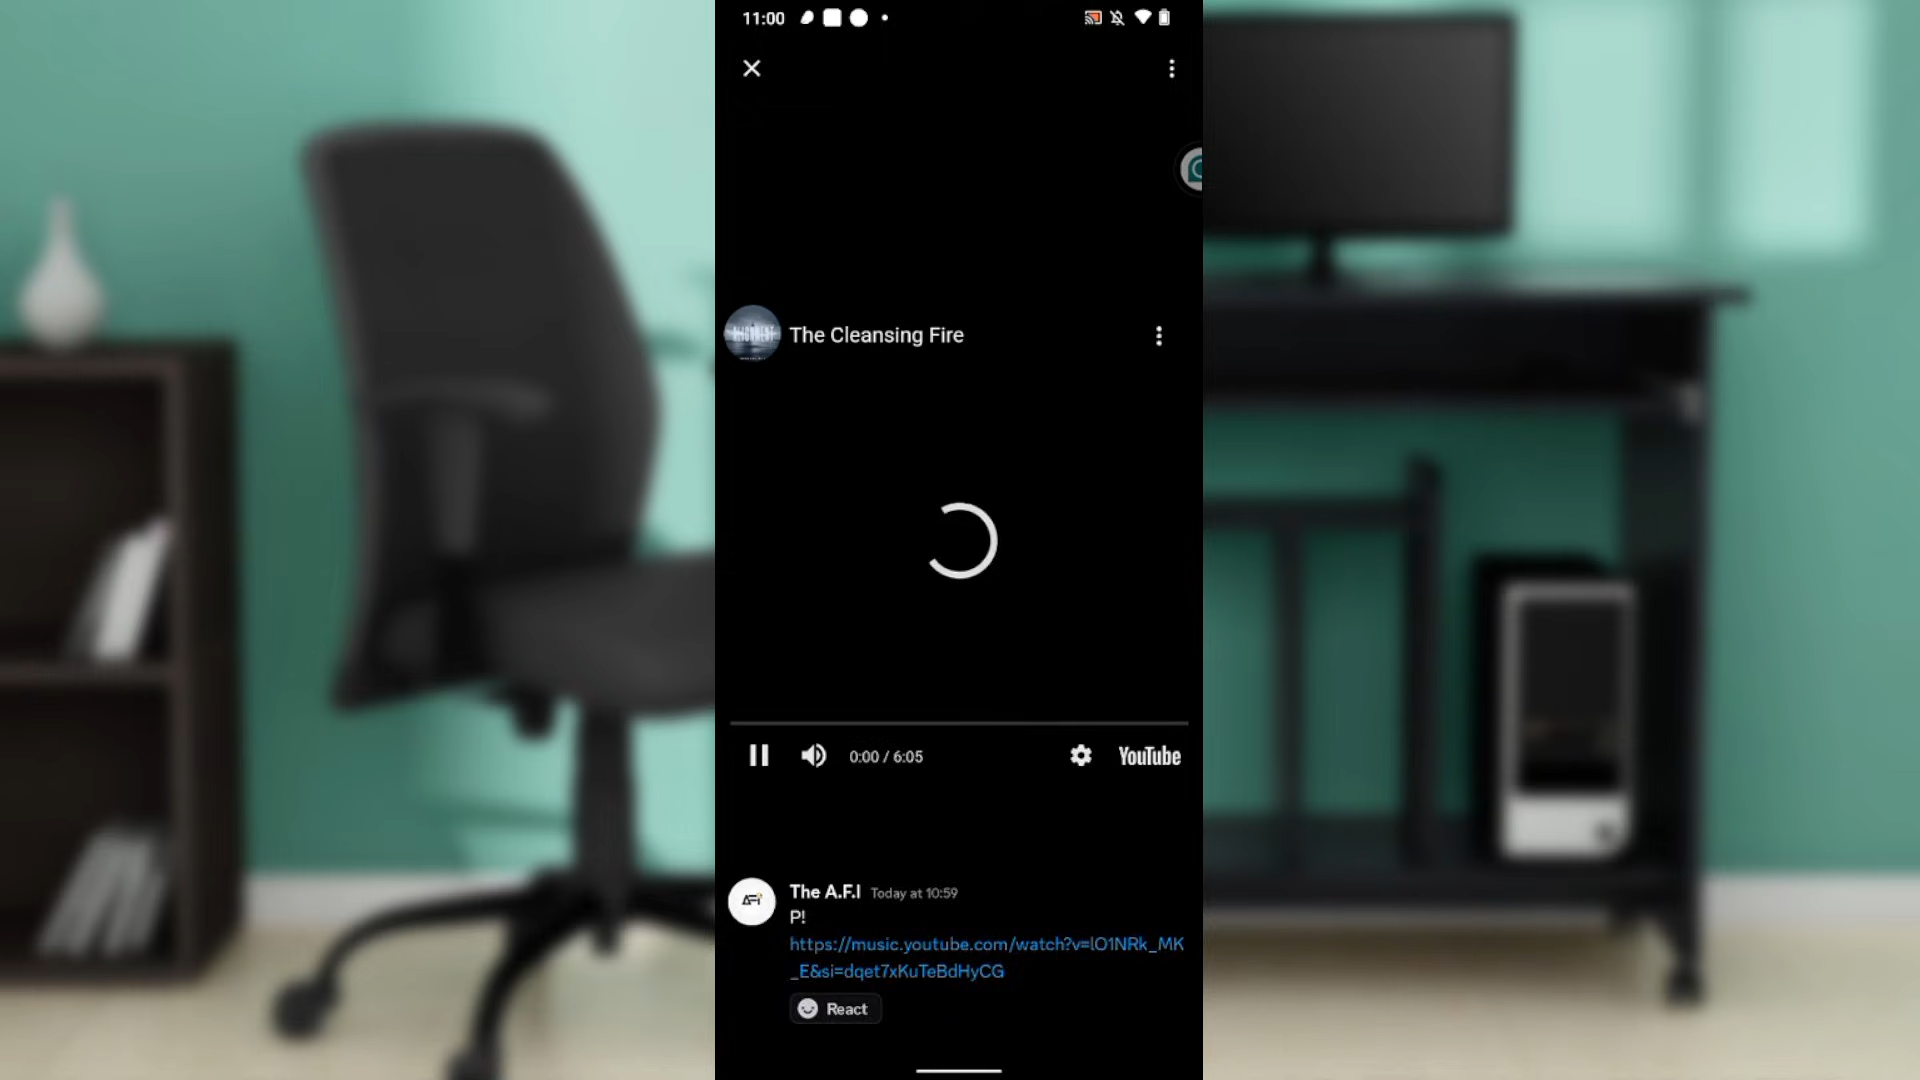 11:00
The Cleansing Fire
0:00 / 6:05
YouTube
The A.F.I Today at 10:59
P!
https://music.youtube.com/watch?v=lO1NRk_MK
_E&si=dqet7xKuTeBdHyCG
React